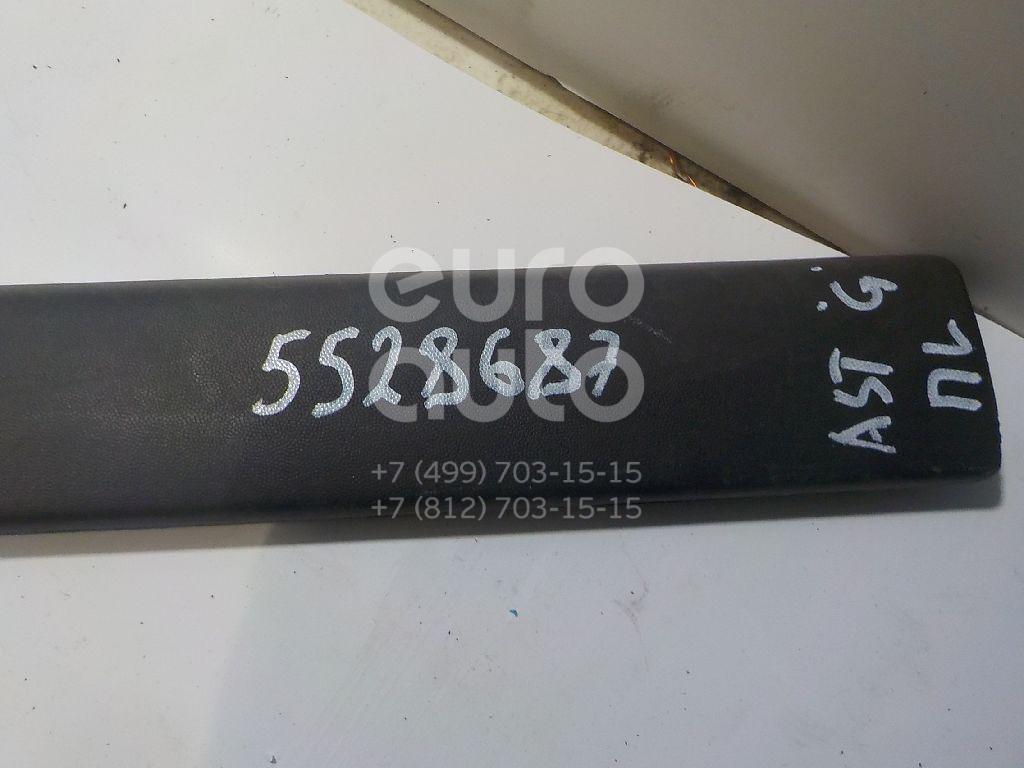 euro
auto
5528687
+7 (499) 703-15-15
+7 (812) 703-15-15
AST G
ПЛ